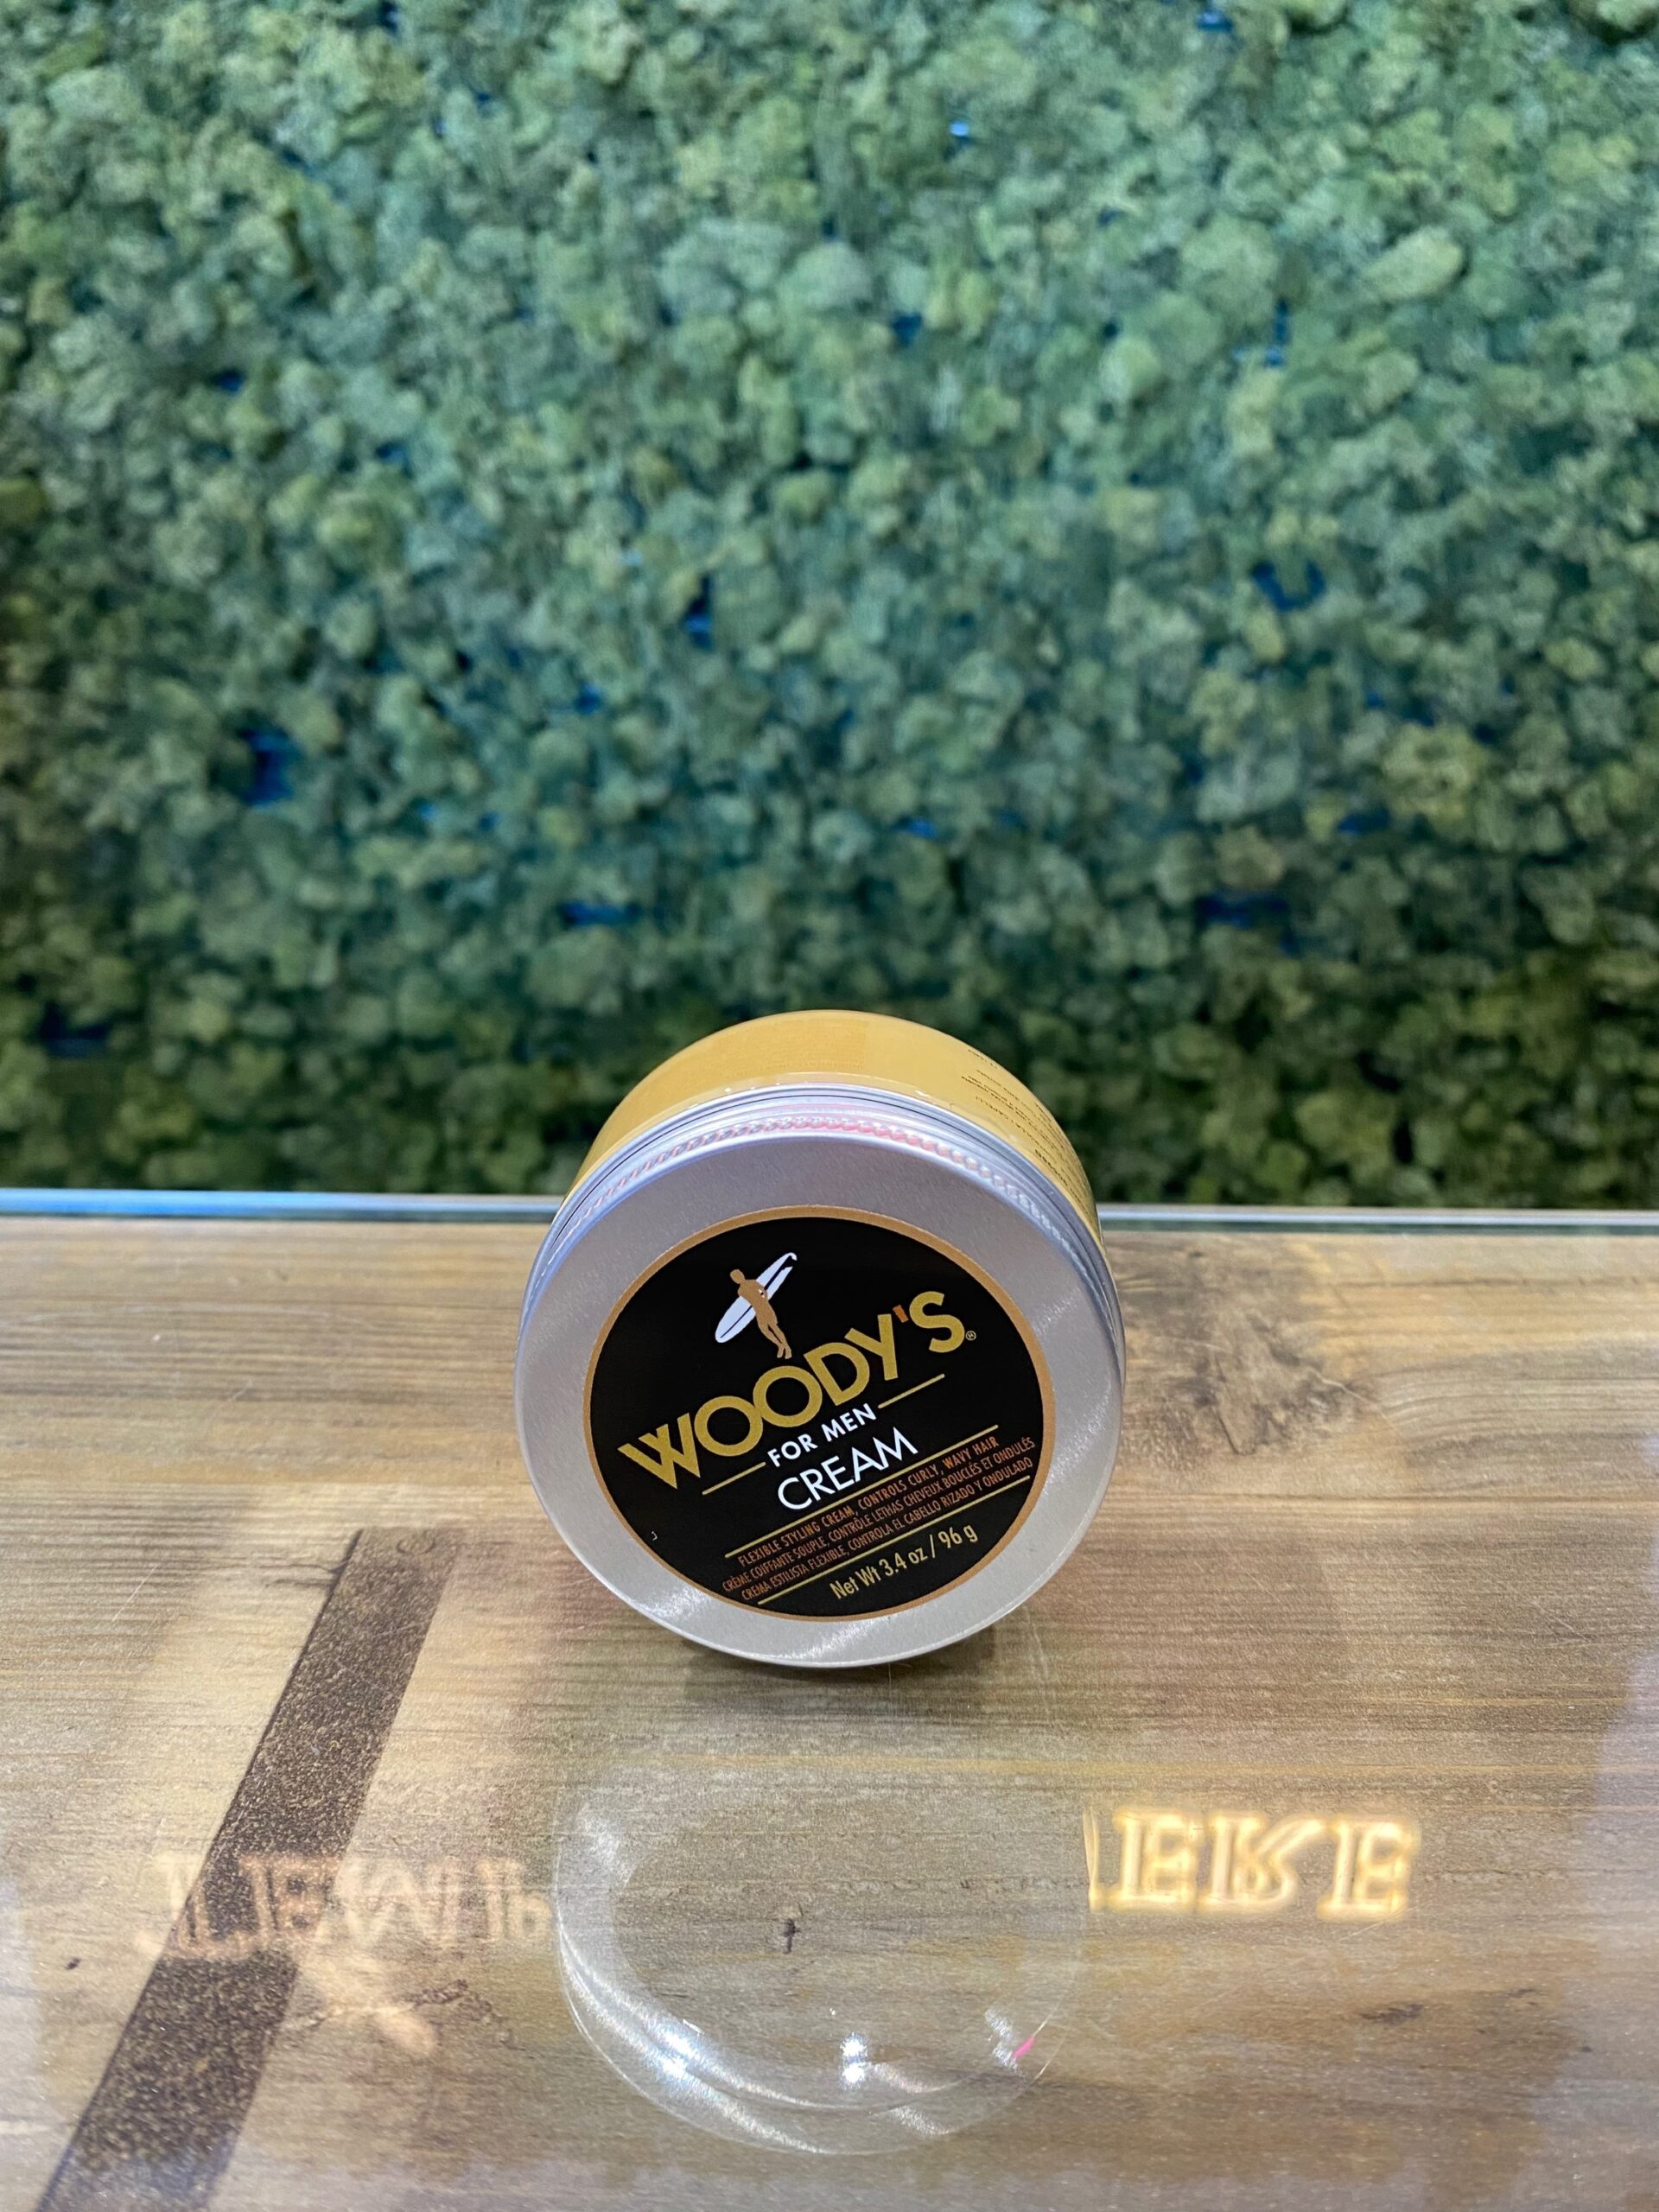 WOODY'S®
FOR MEN
CREAM
FLEXIBLE STYLING CREAM, CONTROLS CURLY, WAVY HAIR
CRÈME COIFFANTE SOUPLE, CONTRÔLE LETHAS CHEVEUX BOUCLÉS ET ONDULÉS
CREMA ESTILISTA FLEXIBLE, CONTROLA EL CABELLO RIZADO Y ONDULADO
Net Wt 3.4 oz / 96 g